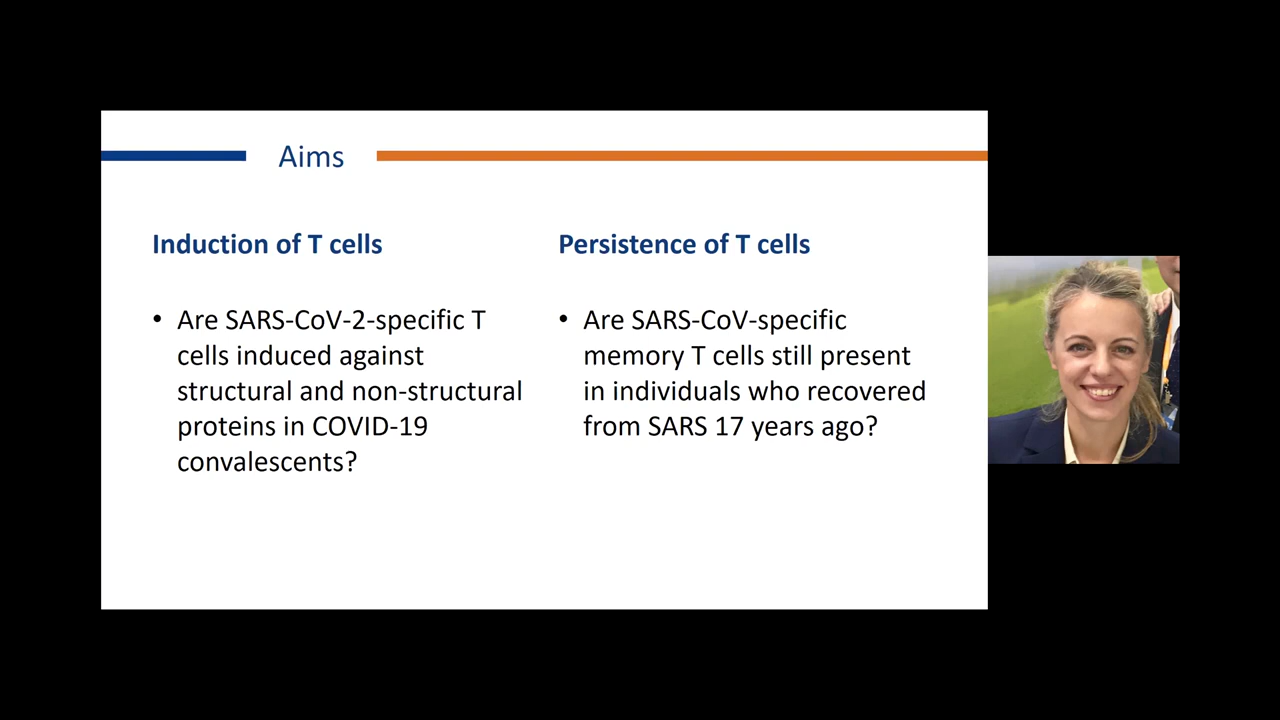 Aims
Induction of T cells
• Are SARS-CoV-2-specific T
cells induced against
structural and non-structural
proteins in COVID-19
convalescents?
Persistence of T cells
• Are SARS-CoV-specific
memory T cells still present
in individuals who recovered
from SARS 17 years ago?